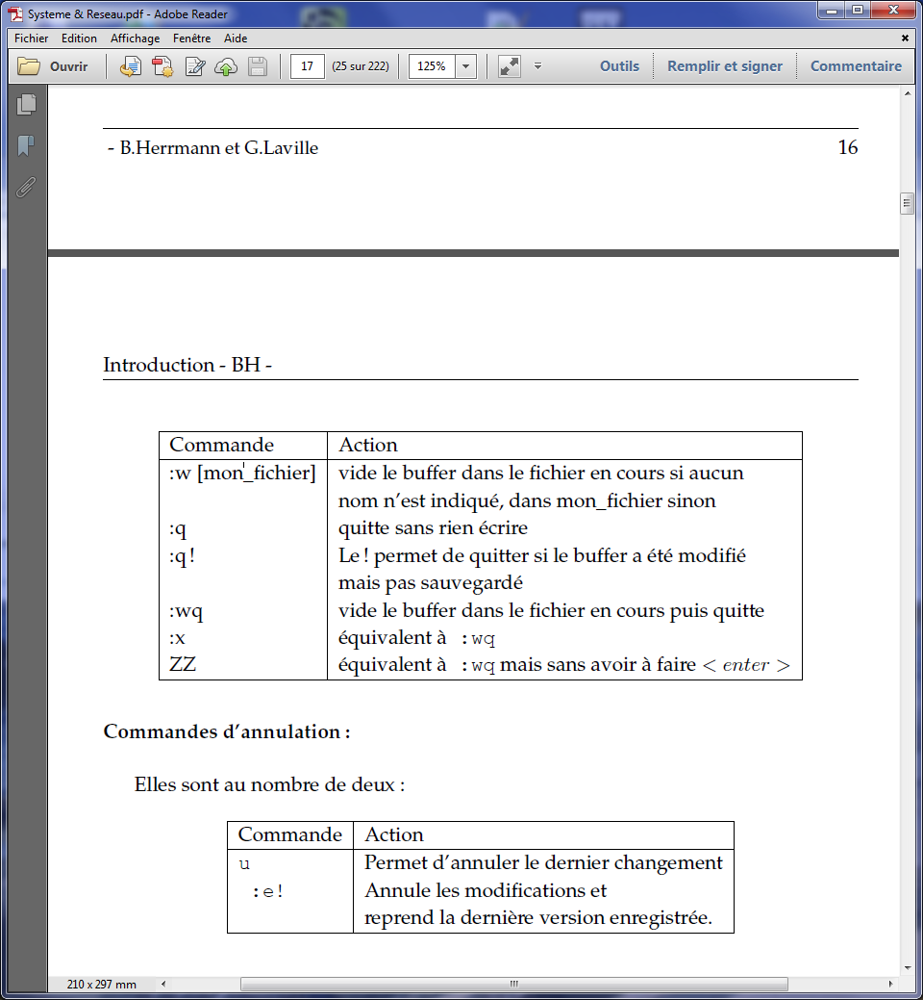 Systeme & Reseau.pdf - Adobe Reader
Fichier Edition Affichage Fenêtre Aide
Ouvrir 17 (25 sur 222) 125% Outils Remplir et signer Commentaire
- B.Herrmann et G.Laville 16
Introduction - BH -
Commande Action
:w [mon_fichier] vide le buffer dans le fichier en cours si aucun
nom n'est indiqué, dans mon_fichier sinon
:q quitte sans rien écrire
:q! Le ! permet de quitter si le buffer a été modifié
mais pas sauvegardé
:wq vide le buffer dans le fichier en cours puis quitte
:x équivalent à :wq
ZZ équivalent à :wq mais sans avoir à faire < enter >
Commandes d'annulation :
Elles sont au nombre de deux :
Commande Action
u Permet d'annuler le dernier changement
:e! Annule les modifications et
reprend la dernière version enregistrée.
210 x 297 mm